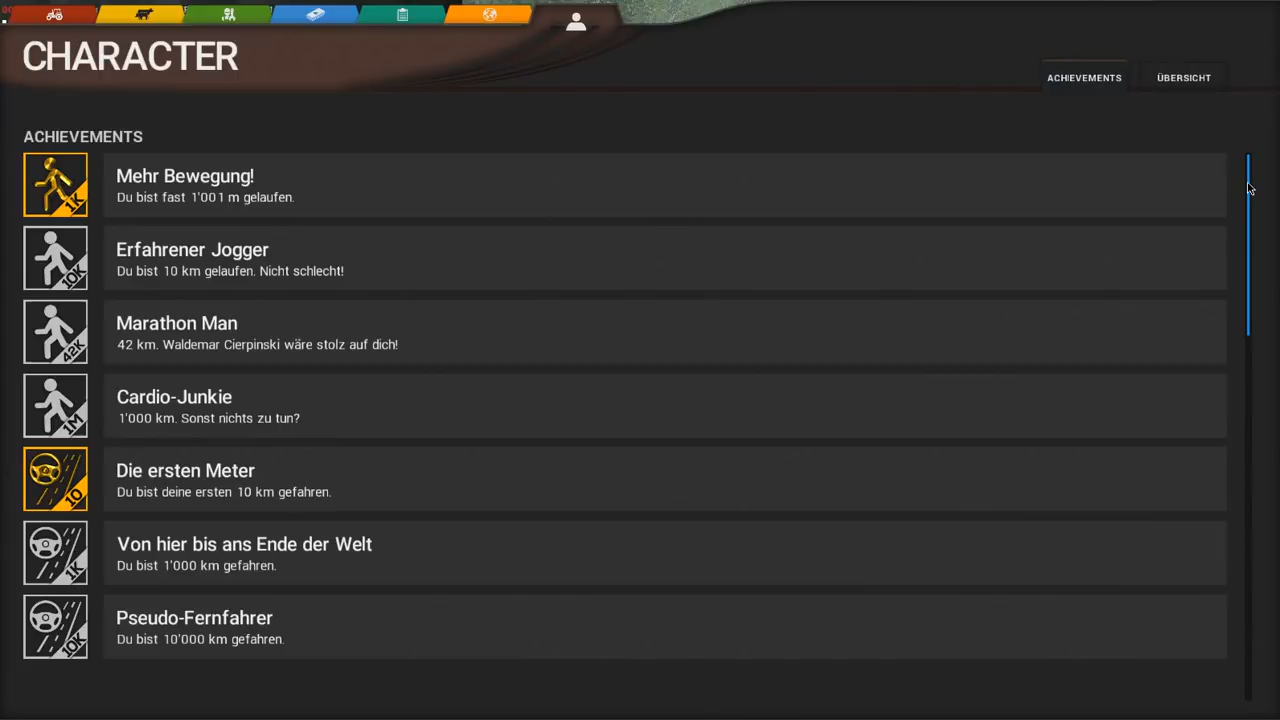 CHARACTER
ACHIEVEMENTS
ÜBERSICHT
ACHIEVEMENTS
1K
Mehr Bewegung!
Du bist fast 1'001 m gelaufen.
10K
Erfahrener Jogger
Du bist 10 km gelaufen. Nicht schlecht!
42K
Marathon Man
42 km. Waldemar Cierpinski wäre stolz auf dich!
1M
Cardio-Junkie
1'000 km. Sonst nichts zu tun?
10
Die ersten Meter
Du bist deine ersten 10 km gefahren.
1K
Von hier bis ans Ende der Welt
Du bist 1'000 km gefahren.
10K
Pseudo-Fernfahrer
Du bist 10'000 km gefahren.